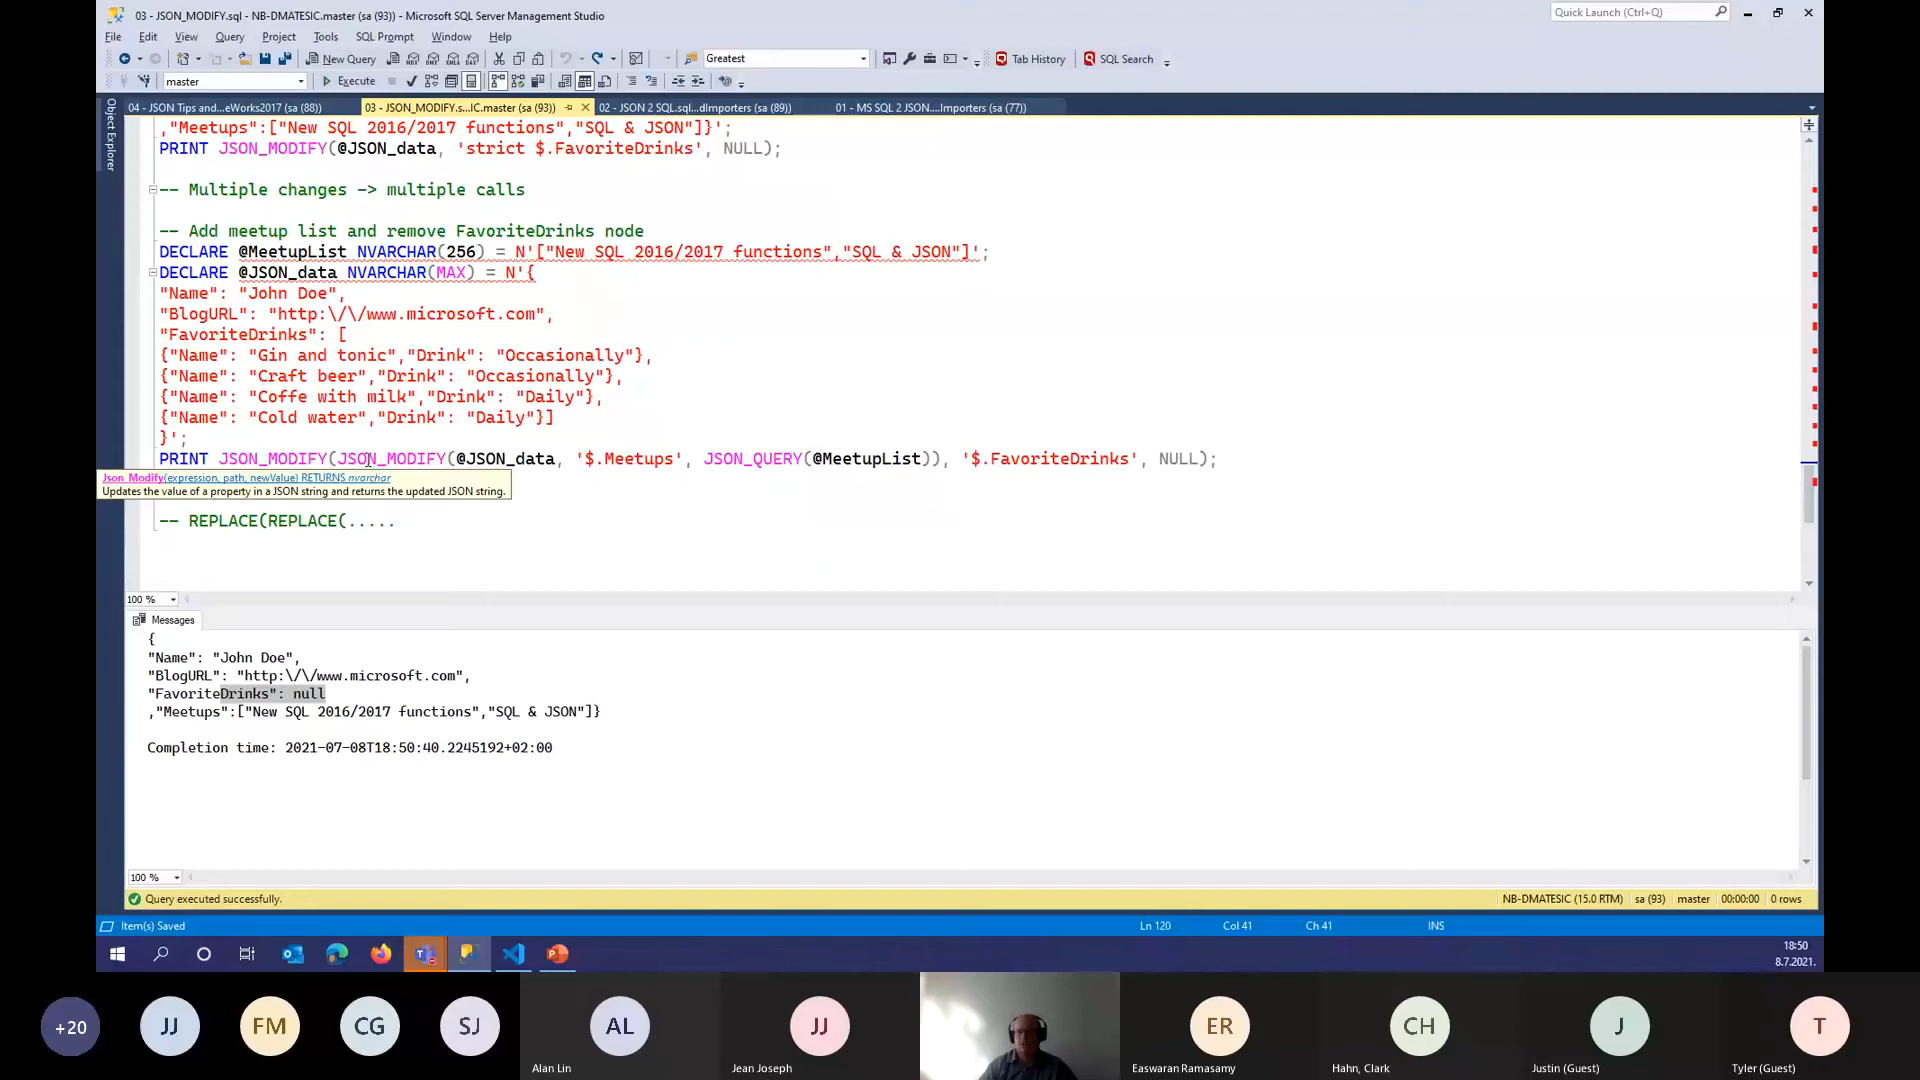 03 - JSON_MODIFY.sql - NB-DMATESIC.master (sa (93)) - Microsoft SQL Server Management Studio
Quick Launch (Ctrl+Q)
File Edit View Query Project Tools SQL Prompt Window Help
New Query Greatest Tab History SQL Search
master Execute
04 - JSON Tips and...eWorks2017 (sa (88)) 03 - JSON_MODIFY.s...IC.master (sa (93)) 02 - JSON 2 SQL.sql...dImporters (sa (89)) 01 - MS SQL 2 JSON....Importers (sa (77))
Object Explorer
,"Meetups":["New SQL 2016/2017 functions","SQL & JSON"]}';
PRINT JSON_MODIFY(@JSON_data, 'strict $.FavoriteDrinks', NULL);
-- Multiple changes -> multiple calls
-- Add meetup list and remove FavoriteDrinks node
DECLARE @MeetupList NVARCHAR(256) = N'["New SQL 2016/2017 functions","SQL & JSON"]';
DECLARE @JSON_data NVARCHAR(MAX) = N'{
"Name": "John Doe",
"BlogURL": "http:\/\/www.microsoft.com",
"FavoriteDrinks": [
{"Name": "Gin and tonic","Drink": "Occasionally"},
{"Name": "Craft beer","Drink": "Occasionally"},
{"Name": "Coffe with milk","Drink": "Daily"},
{"Name": "Cold water","Drink": "Daily"}]
}';
PRINT JSON_MODIFY(JSON_MODIFY(@JSON_data, '$.Meetups', JSON_QUERY(@MeetupList)), '$.FavoriteDrinks', NULL);
Json_Modify(expression, path, newValue) RETURNS nvarchar
Updates the value of a property in a JSON string and returns the updated JSON string.
-- REPLACE(REPLACE(.....
100 %
Messages
{
"Name": "John Doe",
"BlogURL": "http:\/\/www.microsoft.com",
"FavoriteDrinks": null
,"Meetups":["New SQL 2016/2017 functions","SQL & JSON"]}
Completion time: 2021-07-08T18:50:40.2245192+02:00
100 %
Query executed successfully. NB-DMATESIC (15.0 RTM) sa (93) master 00:00:00 0 rows
Item(s) Saved Ln 120 Col 41 Ch 41 INS
18:50
8.7.2021.
+20 JJ FM CG SJ AL JJ ER CH J T
Alan Lin Jean Joseph Easwaran Ramasamy Hahn, Clark Justin (Guest) Tyler (Guest)